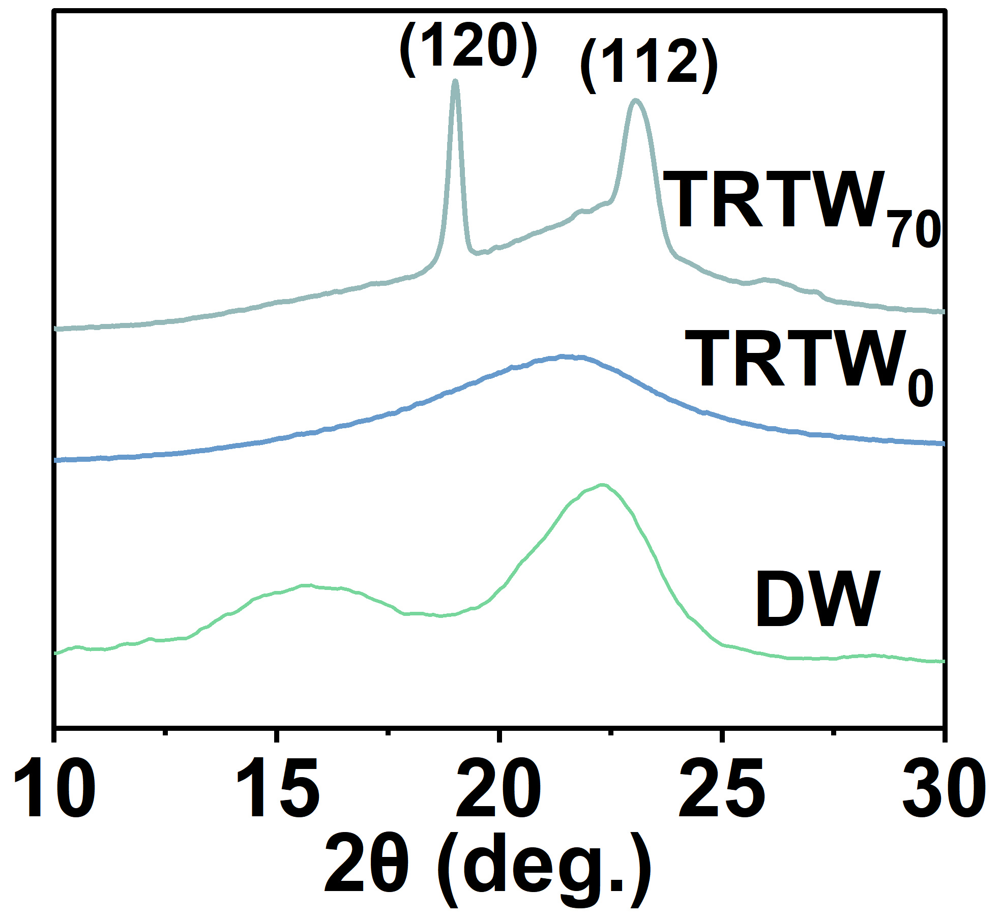 (120)
(112)
TRTW₇₀
TRTW₀
DW
10 15 20 25 30
2θ (deg.)